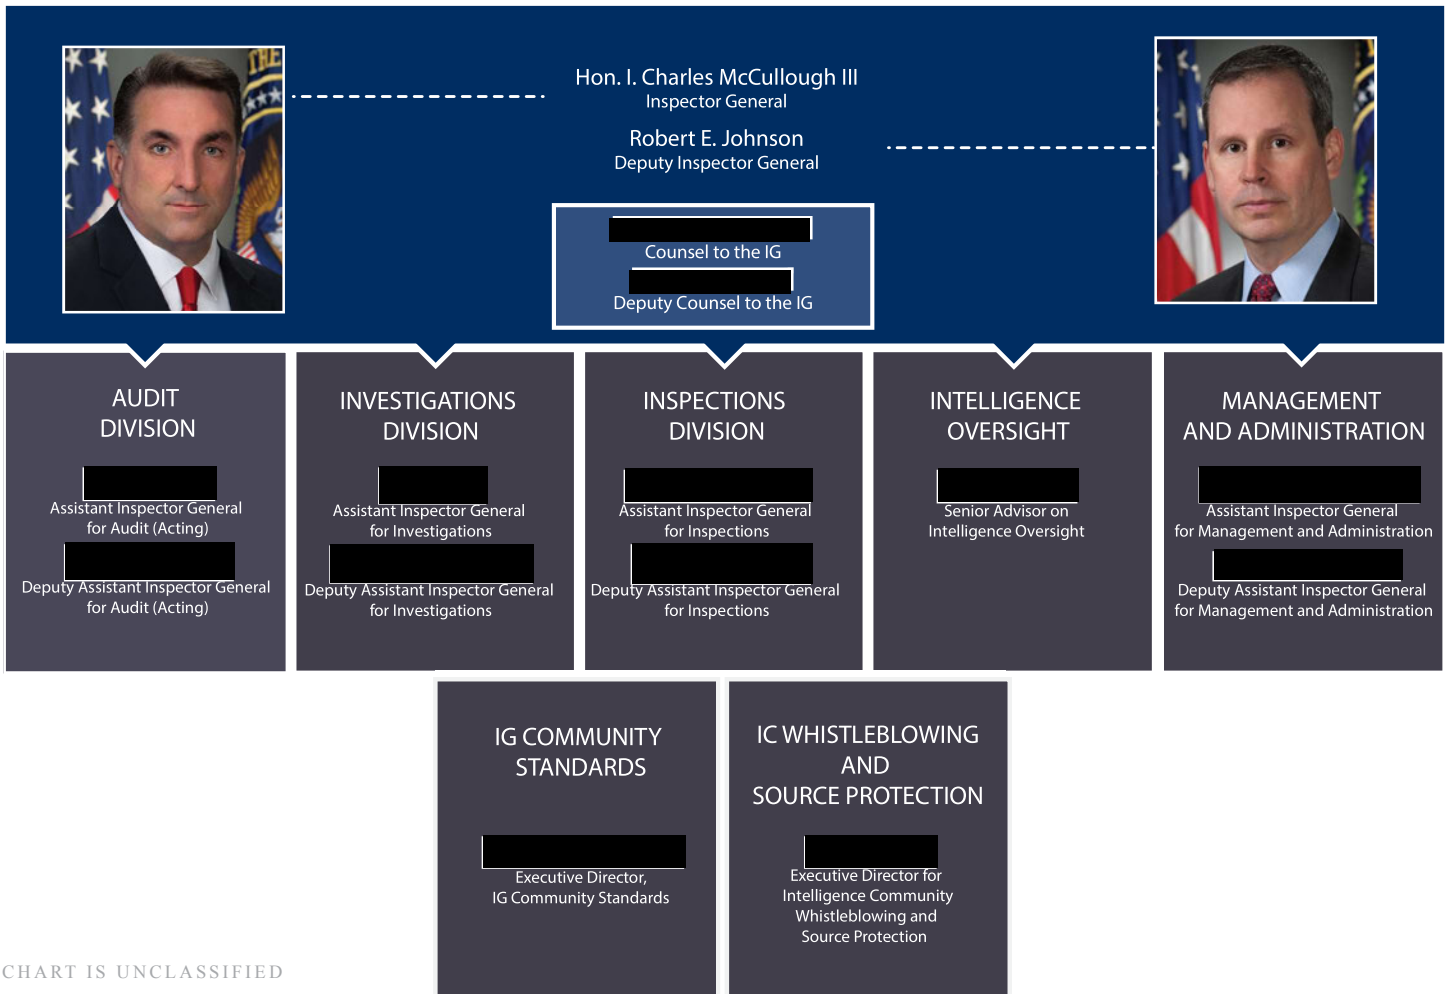 Hon. I. Charles McCullough III
Inspector General
Robert E. Johnson
Deputy Inspector General
Counsel to the IG
Deputy Counsel to the IG
AUDIT
DIVISION
Assistant Inspector General
for Audit (Acting)
Deputy Assistant Inspector General
for Audit (Acting)
INVESTIGATIONS
DIVISION
Assistant Inspector General
for Investigations
Deputy Assistant Inspector General
for Investigations
INSPECTIONS
DIVISION
Assistant Inspector General
for Inspections
Deputy Assistant Inspector General
for Inspections
INTELLIGENCE
OVERSIGHT
Senior Advisor on
Intelligence Oversight
MANAGEMENT
AND ADMINISTRATION
Assistant Inspector General
for Management and Administration
Deputy Assistant Inspector General
for Management and Administration
IG COMMUNITY
STANDARDS
Executive Director,
IG Community Standards
IC WHISTLEBLOWING
AND
SOURCE PROTECTION
Executive Director for
Intelligence Community
Whistleblowing and
Source Protection
CHART IS UNCLASSIFIED